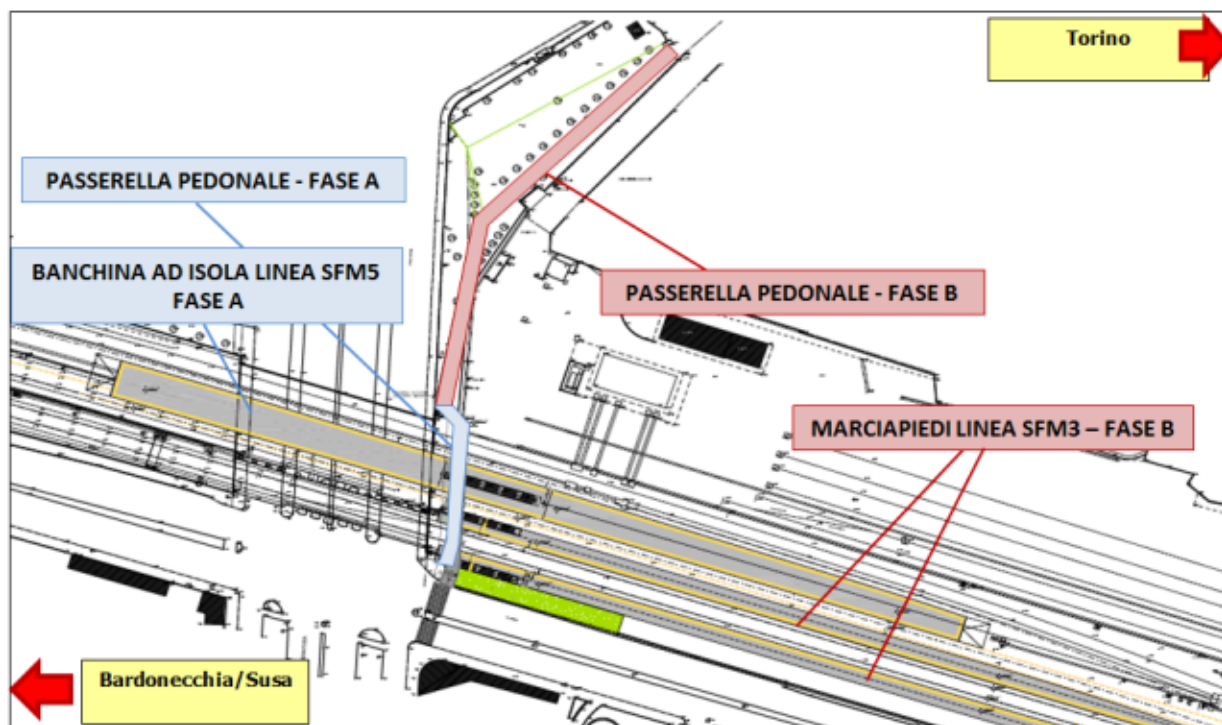 Torino
PASSERELLA PEDONALE - FASE A
BANCHINA AD ISOLA LINEA SFM5
FASE A
PASSERELLA PEDONALE - FASE B
MARCIAPIEDI LINEA SFM3 – FASE B
Bardonecchia/Susa